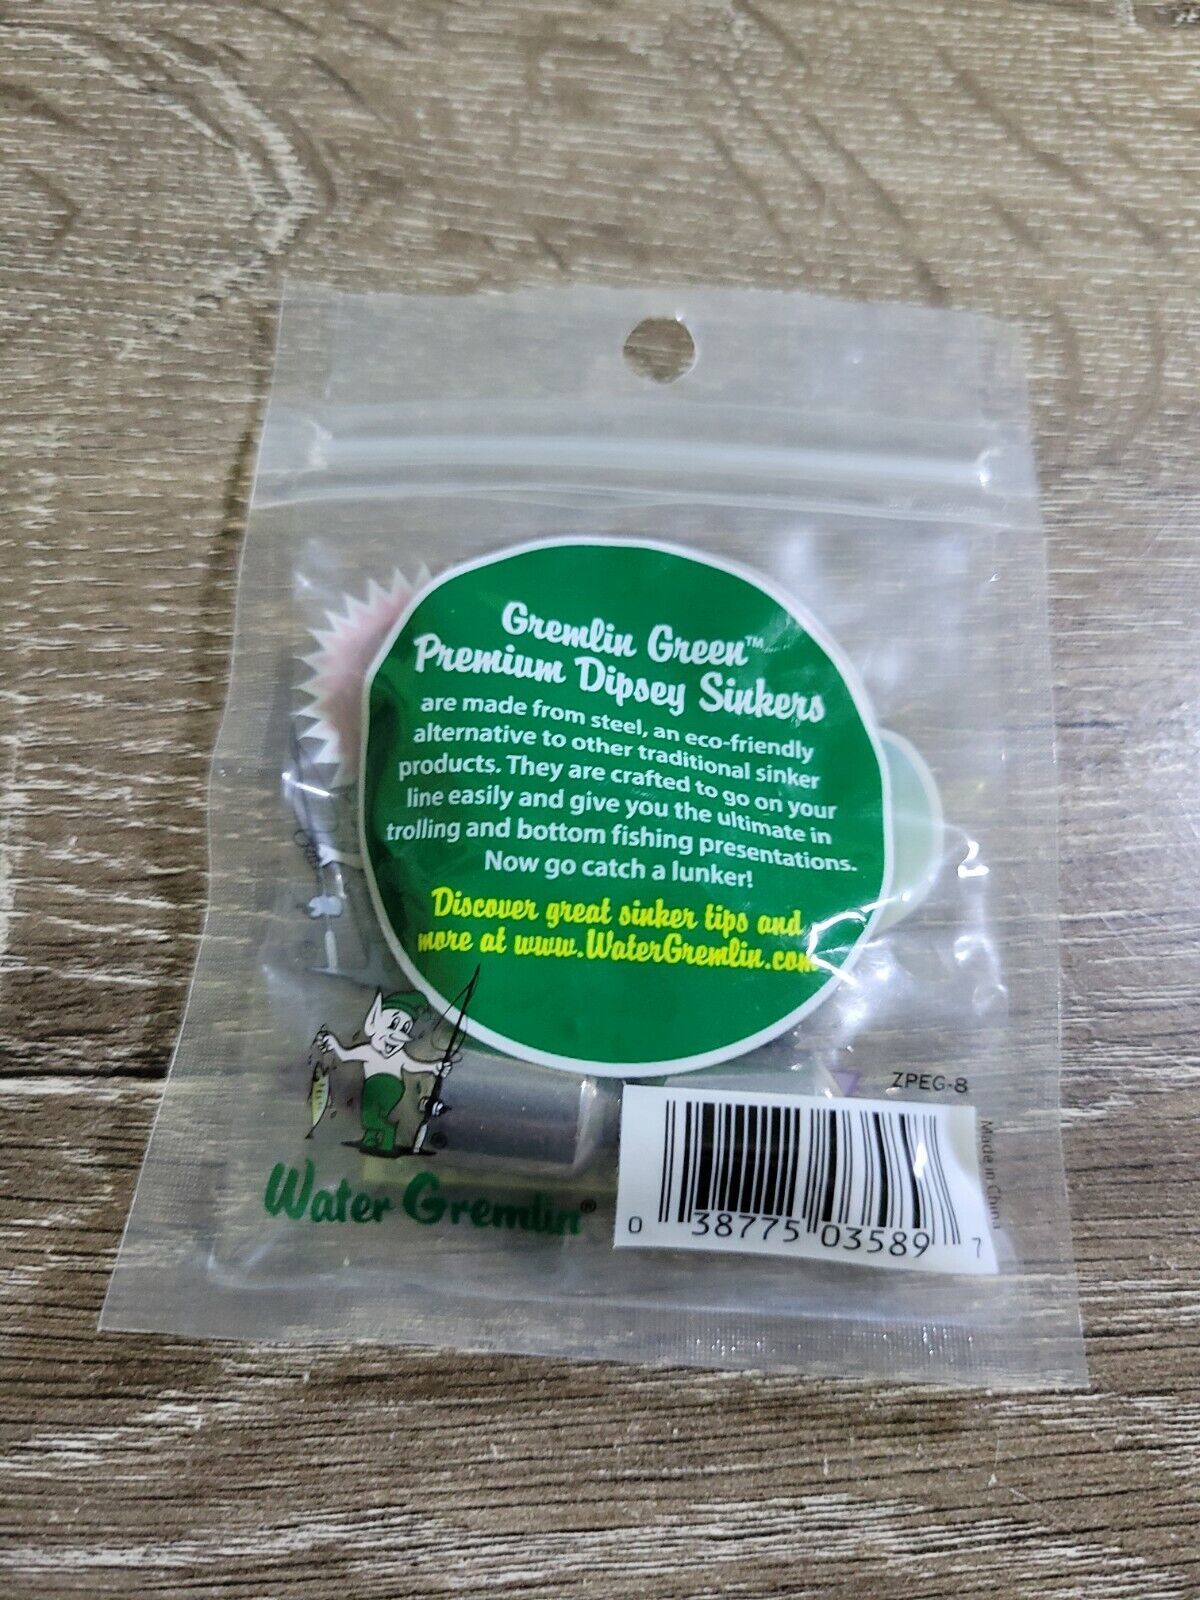 Gremlin Green™
Premium Dipsey Sinkers
are made from steel, an eco-friendly
alternative to other traditional sinker
products. They are crafted to go on your
line easily and give you the ultimate in
trolling and bottom fishing presentations.
Now go catch a lunker!
Discover great sinker tips and
more at www.WaterGremlin.com
ZPEG-8
Made in China
Water Gremlin®
0 38775 03589 7